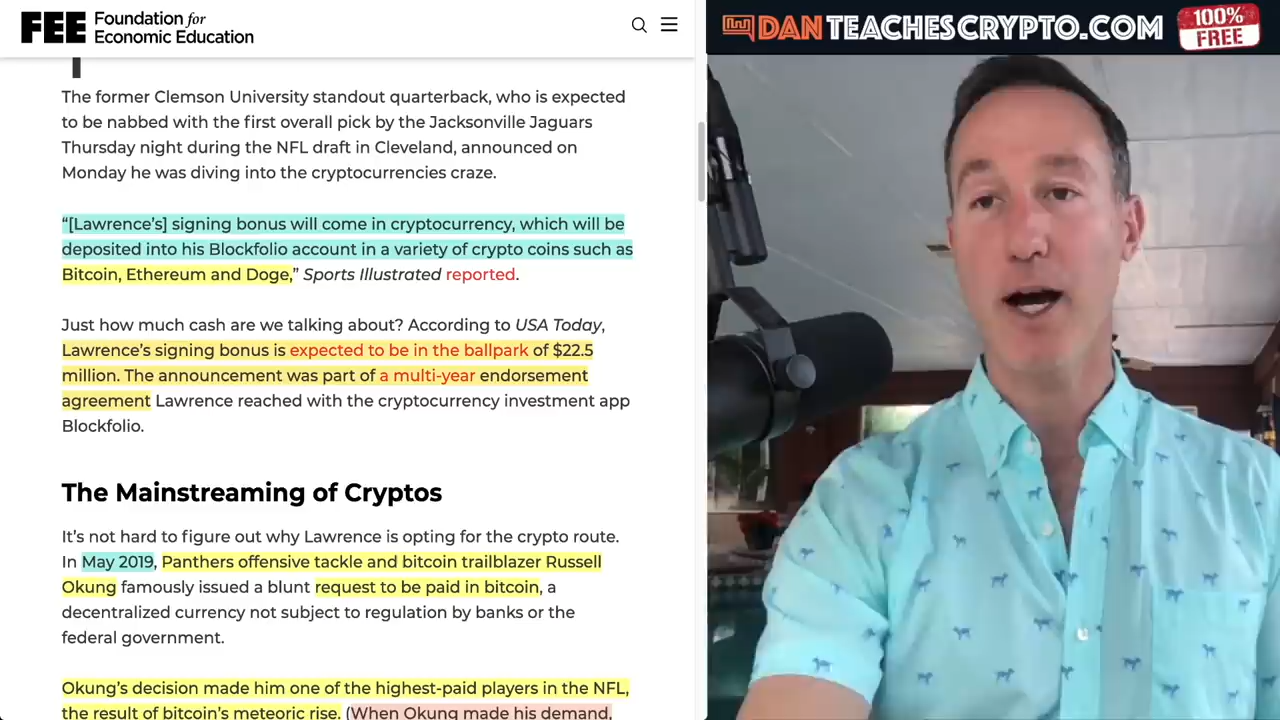 FEE
Foundation for
Economic Education
The former Clemson University standout quarterback, who is expected
to be nabbed with the first overall pick by the Jacksonville Jaguars
Thursday night during the NFL draft in Cleveland, announced on
Monday he was diving into the cryptocurrencies craze.
“[Lawrence’s] signing bonus will come in cryptocurrency, which will be
deposited into his Blockfolio account in a variety of crypto coins such as
Bitcoin, Ethereum and Doge,” Sports Illustrated reported.
Just how much cash are we talking about? According to USA Today,
Lawrence’s signing bonus is expected to be in the ballpark of $22.5
million. The announcement was part of a multi-year endorsement
agreement Lawrence reached with the cryptocurrency investment app
Blockfolio.
The Mainstreaming of Cryptos
It’s not hard to figure out why Lawrence is opting for the crypto route.
In May 2019, Panthers offensive tackle and bitcoin trailblazer Russell
Okung famously issued a blunt request to be paid in bitcoin, a
decentralized currency not subject to regulation by banks or the
federal government.
Okung’s decision made him one of the highest-paid players in the NFL,
the result of bitcoin’s meteoric rise. (When Okung made his demand,
DANTEACHESCRYPTO.COM
100%
FREE